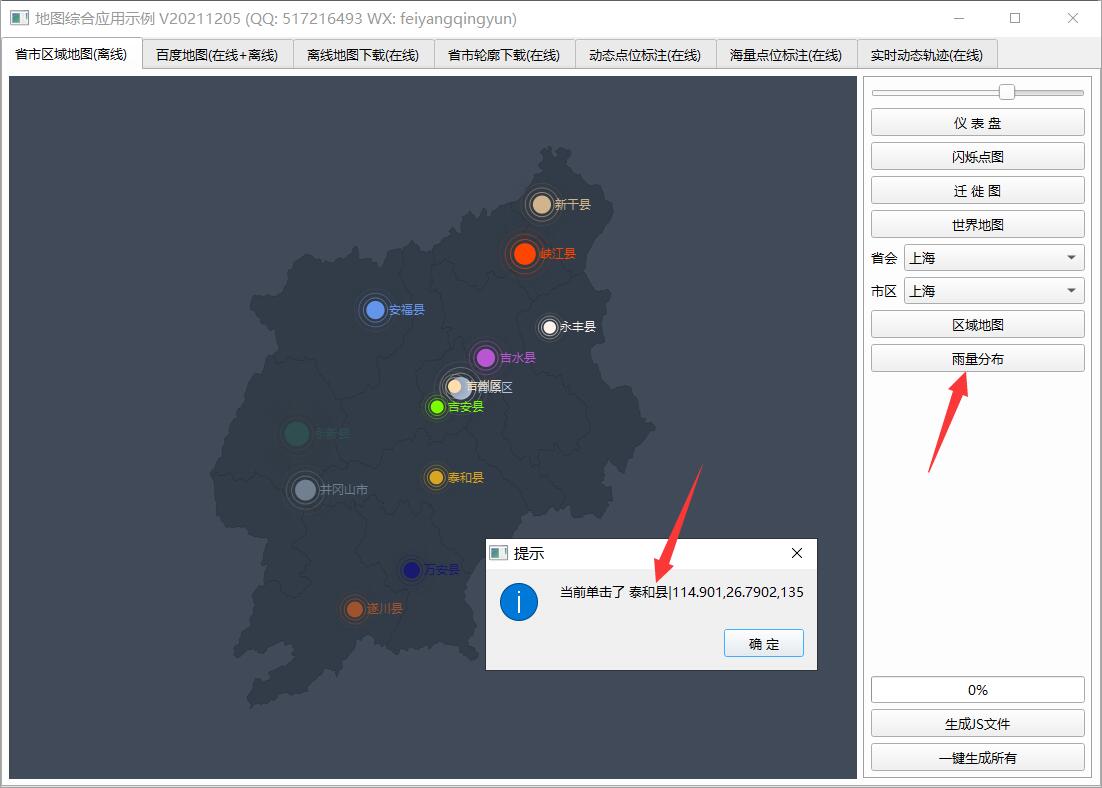 地图综合应用示例 V20211205 (QQ: 517216493 WX: feiyangqingyun)
省市区域地图(离线)
百度地图(在线+离线)
离线地图下载(在线)
省市轮廓下载(在线)
动态点位标注(在线)
海量点位标注(在线)
实时动态轨迹(在线)
新干县
峡江县
安福县
永丰县
吉水县
吉州区
青原区
吉安县
永新县
泰和县
井冈山市
万安县
遂川县
提示
当前单击了 泰和县|114.901,26.7902,135
确 定
仪 表 盘
闪烁点图
迁 徙 图
世界地图
省会 上海
市区 上海
区域地图
雨量分布
0%
生成JS文件
一键生成所有